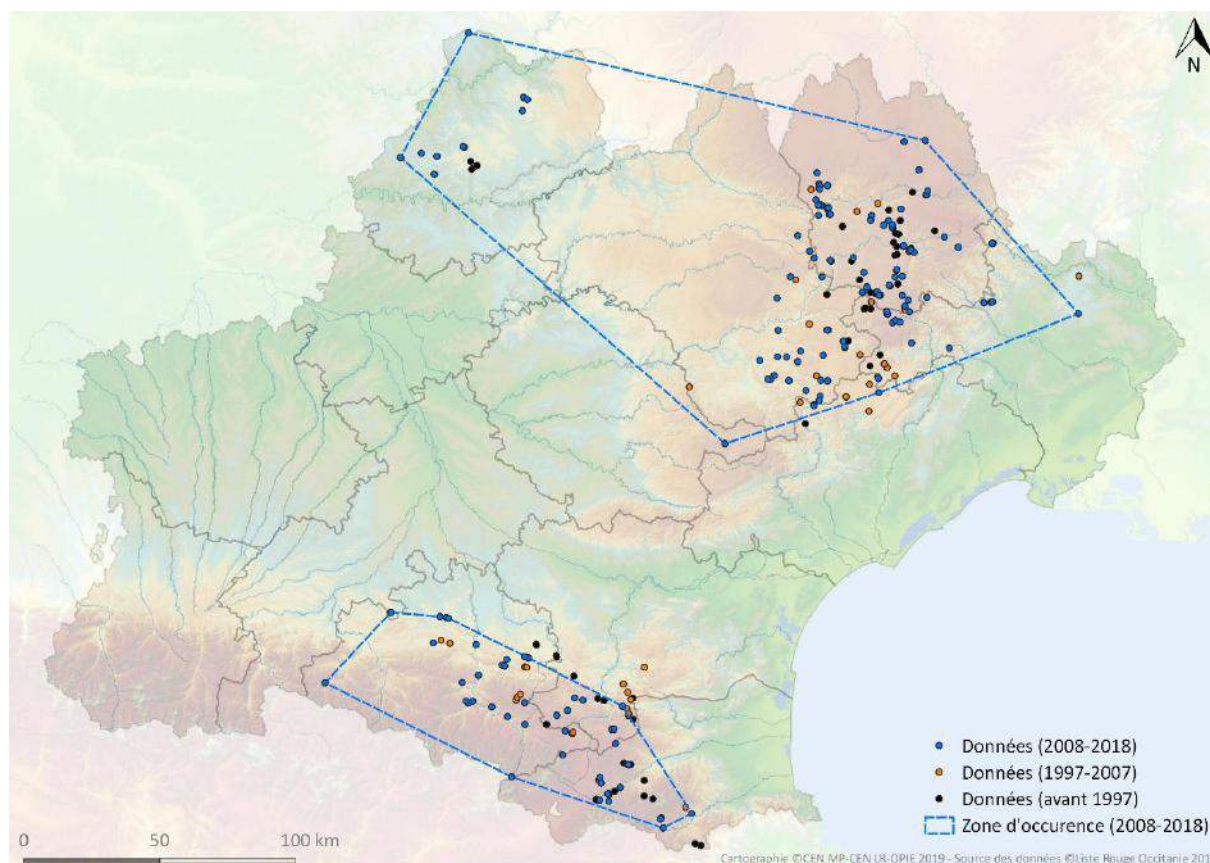 N
Données (2008-2018)
Données (1997-2007)
Données (avant 1997)
Zone d'occurence (2008-2018)
0 50 100 km
Cartographie ©CEN MP-CEN LR-OPIE 2019 - Source des données ©Liste Rouge Occitanie 201